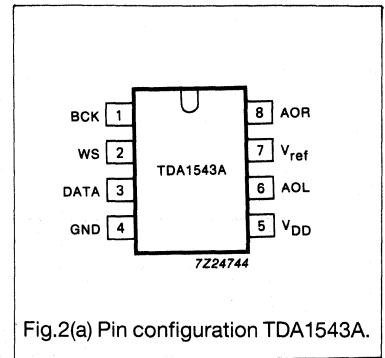 BCK 1 8 AOR
WS 2 7 Vref
TDA1543A
DATA 3 6 AOL
GND 4 5 VDD
7Z24744
Fig.2(a) Pin configuration TDA1543A.